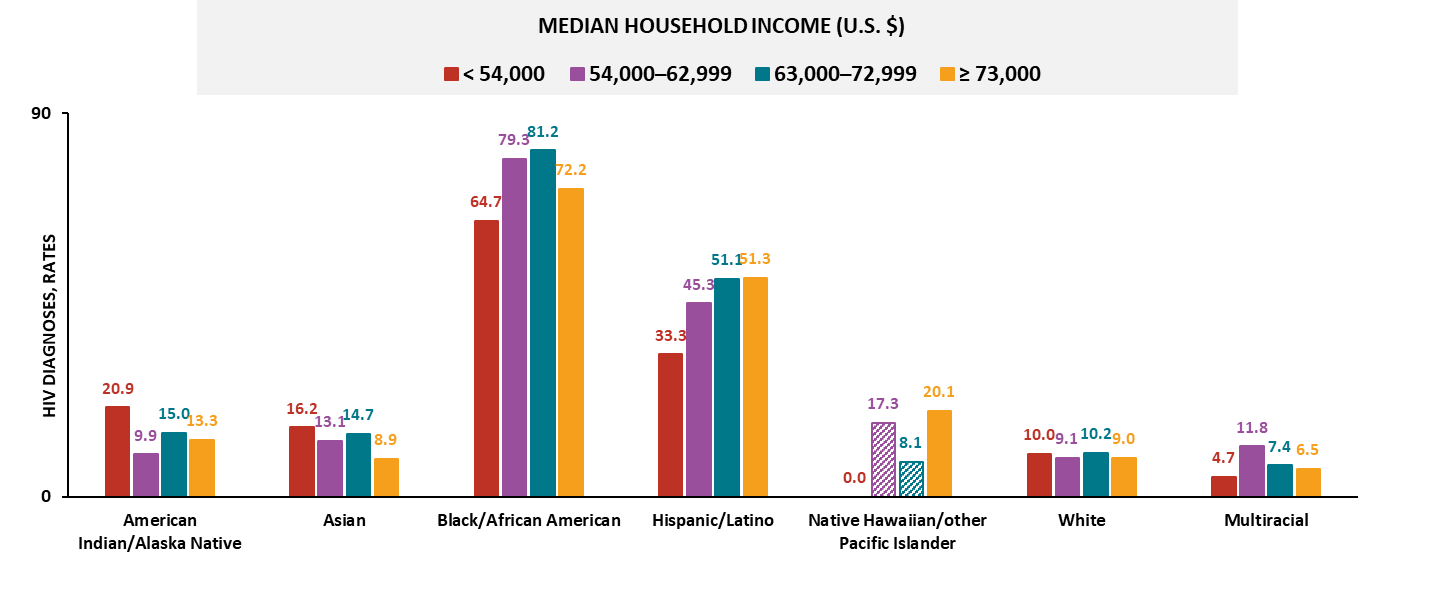 MEDIAN HOUSEHOLD INCOME (U.S. $)
< 54,000 54,000–62,999 63,000–72,999 ≥ 73,000
90
HIV DIAGNOSES, RATES
0
20.9 9.9 15.0 13.3
16.2 13.1 14.7 8.9
64.7 79.3 81.2 72.2
33.3 45.3 51.1 51.3
0.0 17.3 8.1 20.1
10.0 9.1 10.2 9.0
4.7 11.8 7.4 6.5
American
Indian/Alaska Native
Asian
Black/African American
Hispanic/Latino
Native Hawaiian/other
Pacific Islander
White
Multiracial